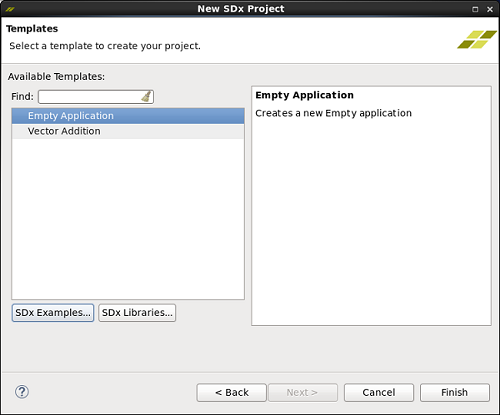 New SDx Project
Templates
Select a template to create your project.
Available Templates:
Find:
Empty Application
Vector Addition
SDx Examples...
SDx Libraries...
Empty Application
Creates a new Empty application
?
< Back
Next >
Cancel
Finish